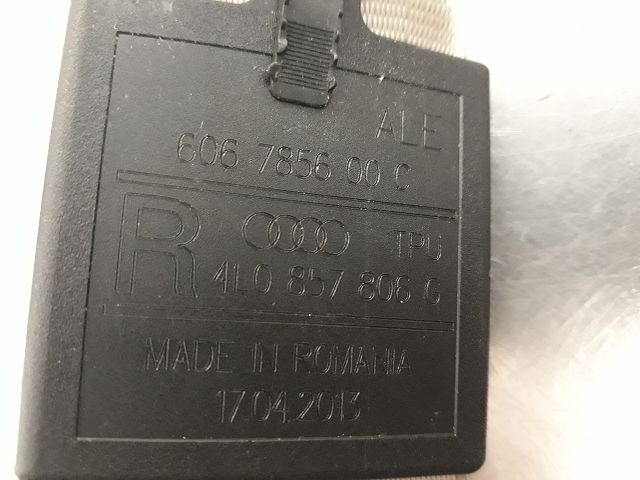 ALE
606 7856 00 C
R TPU
4L0 857 806 G
MADE IN ROMANIA
17.04.2013